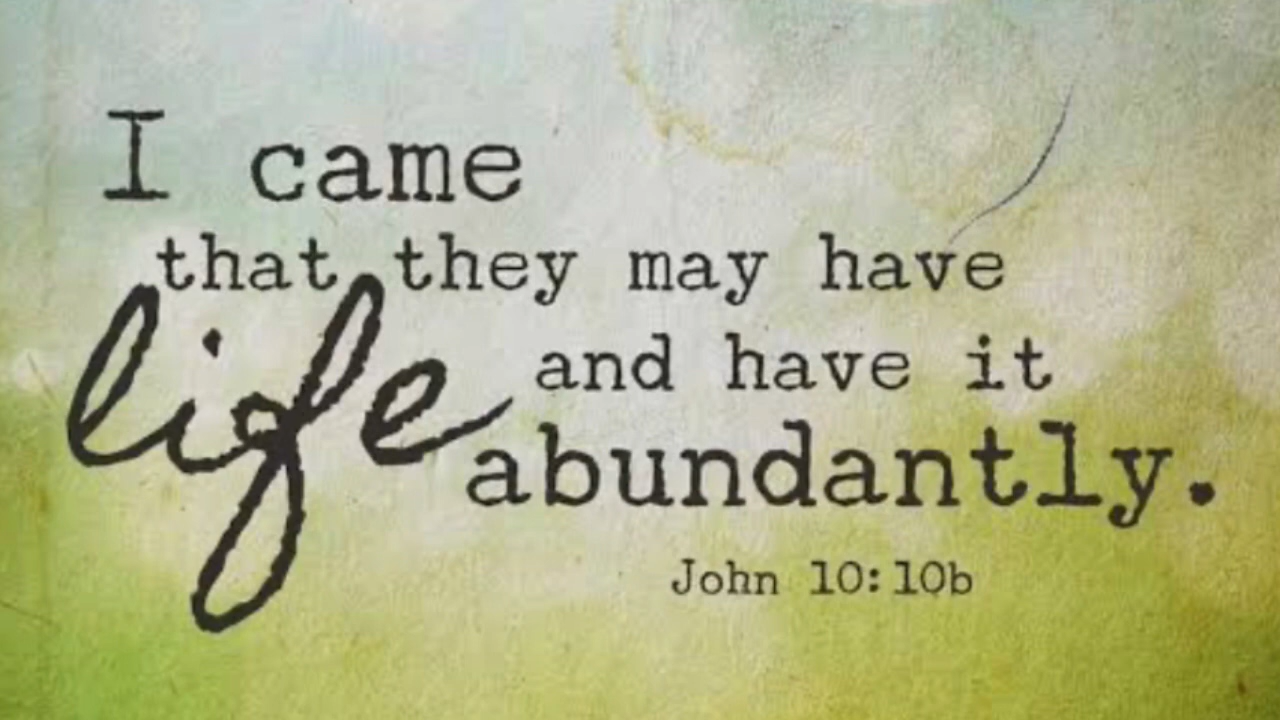 I came
that they may have
life and have it
abundantly.
John 10:10b